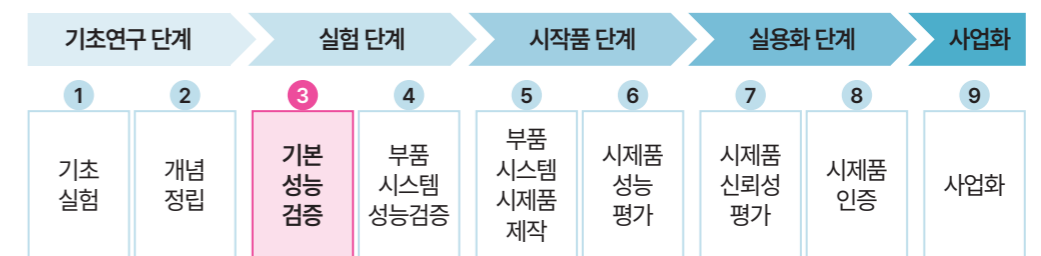 기초연구 단계
실험 단계
시작품 단계
실용화 단계
사업화
1
2
3
4
5
6
7
8
9
기초
실험
개념
정립
기본
성능
검증
부품
시스템
성능검증
부품
시스템
시제품
제작
시제품
성능
평가
시제품
신뢰성
평가
시제품
인증
사업화